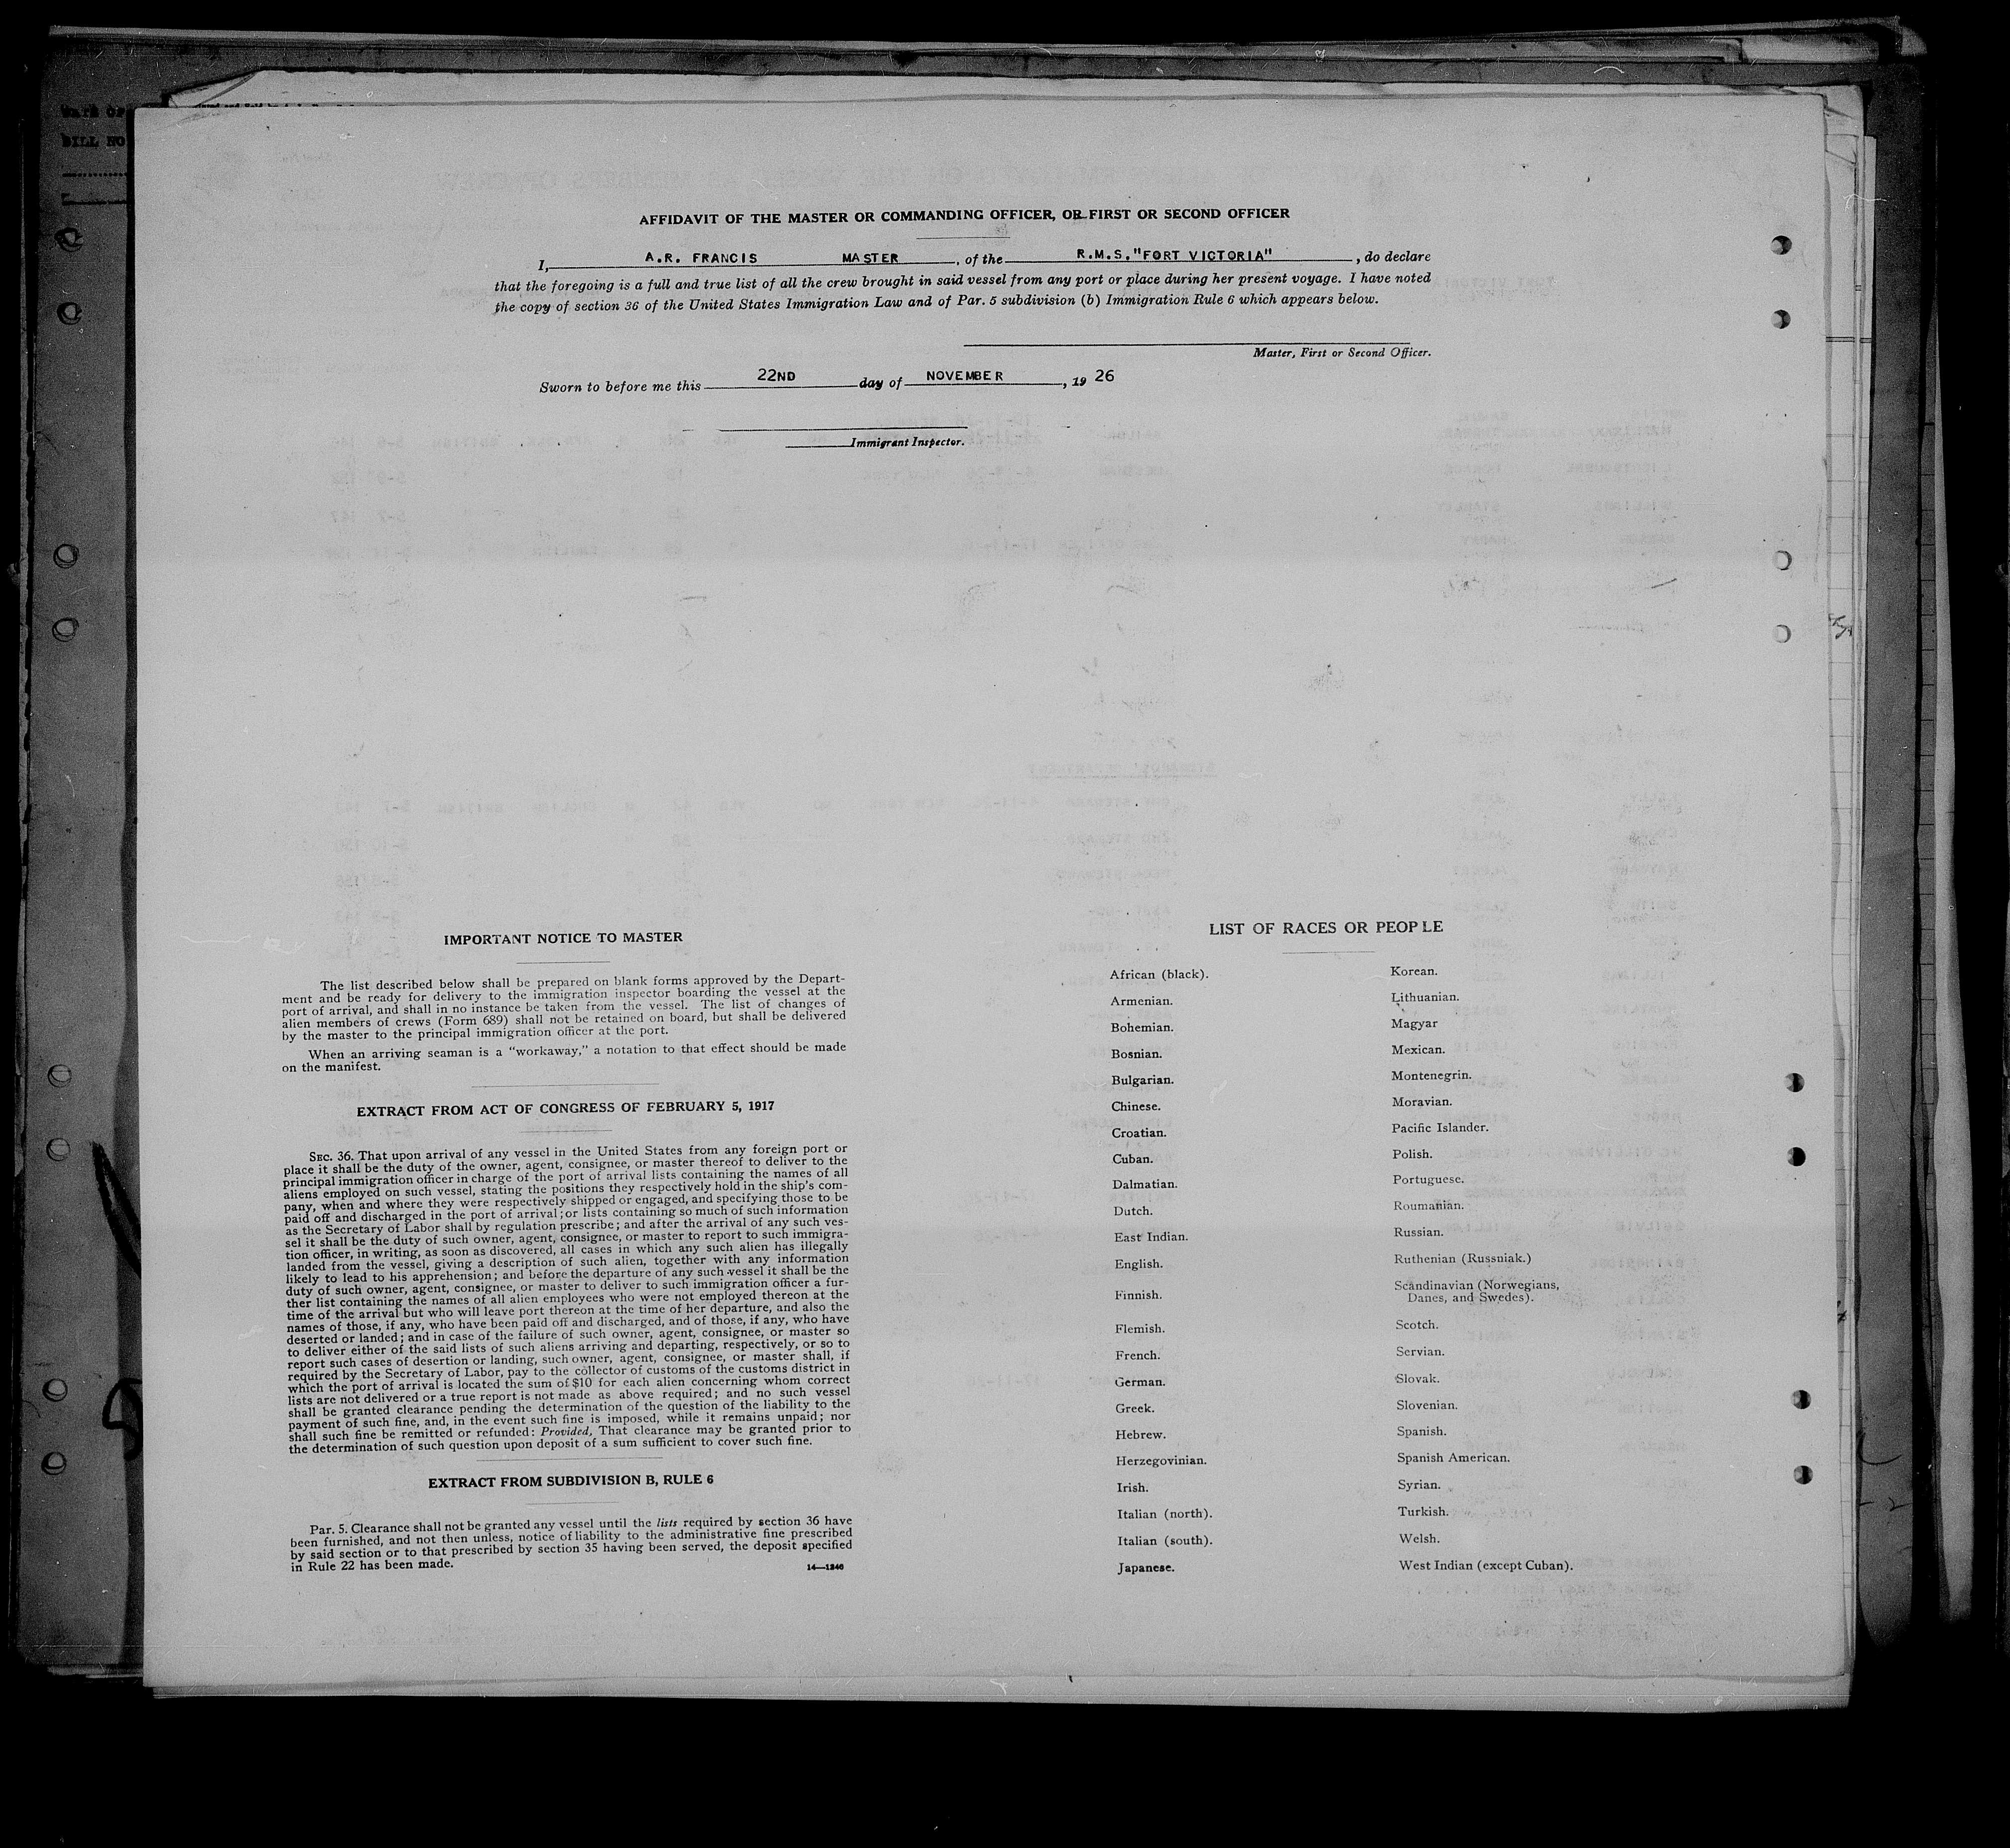 DATE OF
BILL NO
AFFIDAVIT OF THE MASTER OR COMMANDING OFFICER, OR FIRST OR SECOND OFFICER
I, A.R. FRANCIS MASTER , of the R.M.S. "FORT VICTORIA" , do declare
that the foregoing is a full and true list of all the crew brought in said vessel from any port or place during her present voyage. I have noted
the copy of section 36 of the United States Immigration Law and of Par. 5 subdivision (b) Immigration Rule 6 which appears below.
Master, First or Second Officer.
Sworn to before me this 22ND day of NOVEMBER , 19 26
Immigrant Inspector.
IMPORTANT NOTICE TO MASTER
The list described below shall be prepared on blank forms approved by the Depart-
ment and be ready for delivery to the immigration inspector boarding the vessel at the
port of arrival, and shall in no instance be taken from the vessel. The list of changes of
alien members of crews (Form 689) shall not be retained on board, but shall be delivered
by the master to the principal immigration officer at the port.
When an arriving seaman is a "workaway," a notation to that effect should be made
on the manifest.
EXTRACT FROM ACT OF CONGRESS OF FEBRUARY 5, 1917
SEC. 36. That upon arrival of any vessel in the United States from any foreign port or
place it shall be the duty of the owner, agent, consignee, or master thereof to deliver to the
principal immigration officer in charge of the port of arrival lists containing the names of all
aliens employed on such vessel, stating the positions they respectively hold in the ship's com-
pany, when and where they were respectively shipped or engaged, and specifying those to be
paid off and discharged in the port of arrival; or lists containing so much of such information
as the Secretary of Labor shall by regulation prescribe; and after the arrival of any such ves-
sel it shall be the duty of such owner, agent, consignee, or master to report to such immigra-
tion officer, in writing, as soon as discovered, all cases in which any such alien has illegally
landed from the vessel, giving a description of such alien, together with any information
likely to lead to his apprehension; and before the departure of any such vessel it shall be the
duty of such owner, agent, consignee, or master to deliver to such immigration officer a fur-
ther list containing the names of all alien employees who were not employed thereon at the
time of the arrival but who will leave port thereon at the time of her departure, and also the
names of those, if any, who have been paid off and discharged, and of those, if any, who have
deserted or landed; and in case of the failure of such owner, agent, consignee, or master so
to deliver either of the said lists of such aliens arriving and departing, respectively, or so to
report such cases of desertion or landing, such owner, agent, consignee, or master shall, if
required by the Secretary of Labor, pay to the collector of customs of the customs district in
which the port of arrival is located the sum of $10 for each alien concerning whom correct
lists are not delivered or a true report is not made as above required; and no such vessel
shall be granted clearance pending the determination of the question of the liability to the
payment of such fine, and, in the event such fine is imposed, while it remains unpaid; nor
shall such fine be remitted or refunded: Provided, That clearance may be granted prior to
the determination of such question upon deposit of a sum sufficient to cover such fine.
EXTRACT FROM SUBDIVISION B, RULE 6
Par. 5. Clearance shall not be granted any vessel until the lists required by section 36 have
been furnished, and not then unless, notice of liability to the administrative fine prescribed
by said section or to that prescribed by section 35 having been served, the deposit specified
in Rule 22 has been made.
14—1240
LIST OF RACES OR PEOPLE
African (black).
Armenian.
Bohemian.
Bosnian.
Bulgarian.
Chinese.
Croatian.
Cuban.
Dalmatian.
Dutch.
East Indian.
English.
Finnish.
Flemish.
French.
German.
Greek.
Hebrew.
Herzegovinian.
Irish.
Italian (north).
Italian (south).
Japanese.
Korean.
Lithuanian.
Magyar
Mexican.
Montenegrin.
Moravian.
Pacific Islander.
Polish.
Portuguese.
Roumanian.
Russian.
Ruthenian (Russniak.)
Scandinavian (Norwegians,
Danes, and Swedes).
Scotch.
Servian.
Slovak.
Slovenian.
Spanish.
Spanish American.
Syrian.
Turkish.
Welsh.
West Indian (except Cuban).